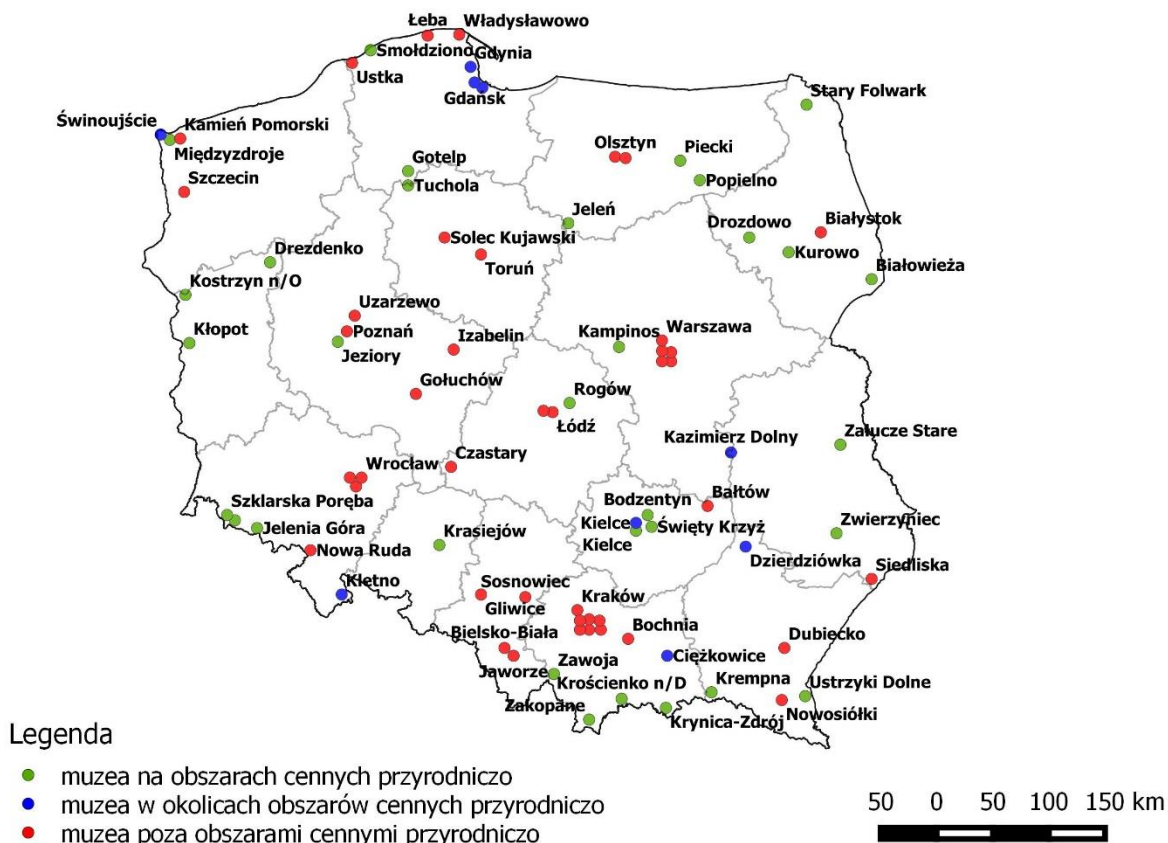 Łeba
Władysławowo
Smołdziono
Gdynia
Ustka
Gdańsk
Stary Folwark
Świnoujście
Kamień Pomorski
Międzyzdroje
Szczecin
Gotelp
Tuchola
Olsztyn
Piecki
Popielno
Jeleń
Drozdowo
Białystok
Kurowo
Białowieża
Solec Kujawski
Toruń
Drezdenko
Kostrzyn n/O
Kłopot
Uzarzewo
Poznań
Jeziory
Izabelin
Gołuchów
Kampinos
Warszawa
Rogów
Łódź
Kazimierz Dolny
Załucze Stare
Czastary
Wrocław
Szklarska Poręba
Jelenia Góra
Nowa Ruda
Kletno
Krasiejów
Bodzentyn
Bałtów
Kielce
Święty Krzyż
Kielce
Zwierzyniec
Dzierdziówka
Siedliska
Sosnowiec
Gliwice
Kraków
Bochnia
Bielsko-Biała
Jaworze
Zawoja
Ciężkowice
Dubiecko
Krościenko n/D
Krempna
Ustrzyki Dolne
Zakopane
Krynica-Zdrój
Nowosiółki
Legenda
muzea na obszarach cennych przyrodniczo
muzea w okolicach obszarów cennych przyrodniczo
muzea poza obszarami cennymi przyrodniczo
50 0 50 100 150 km